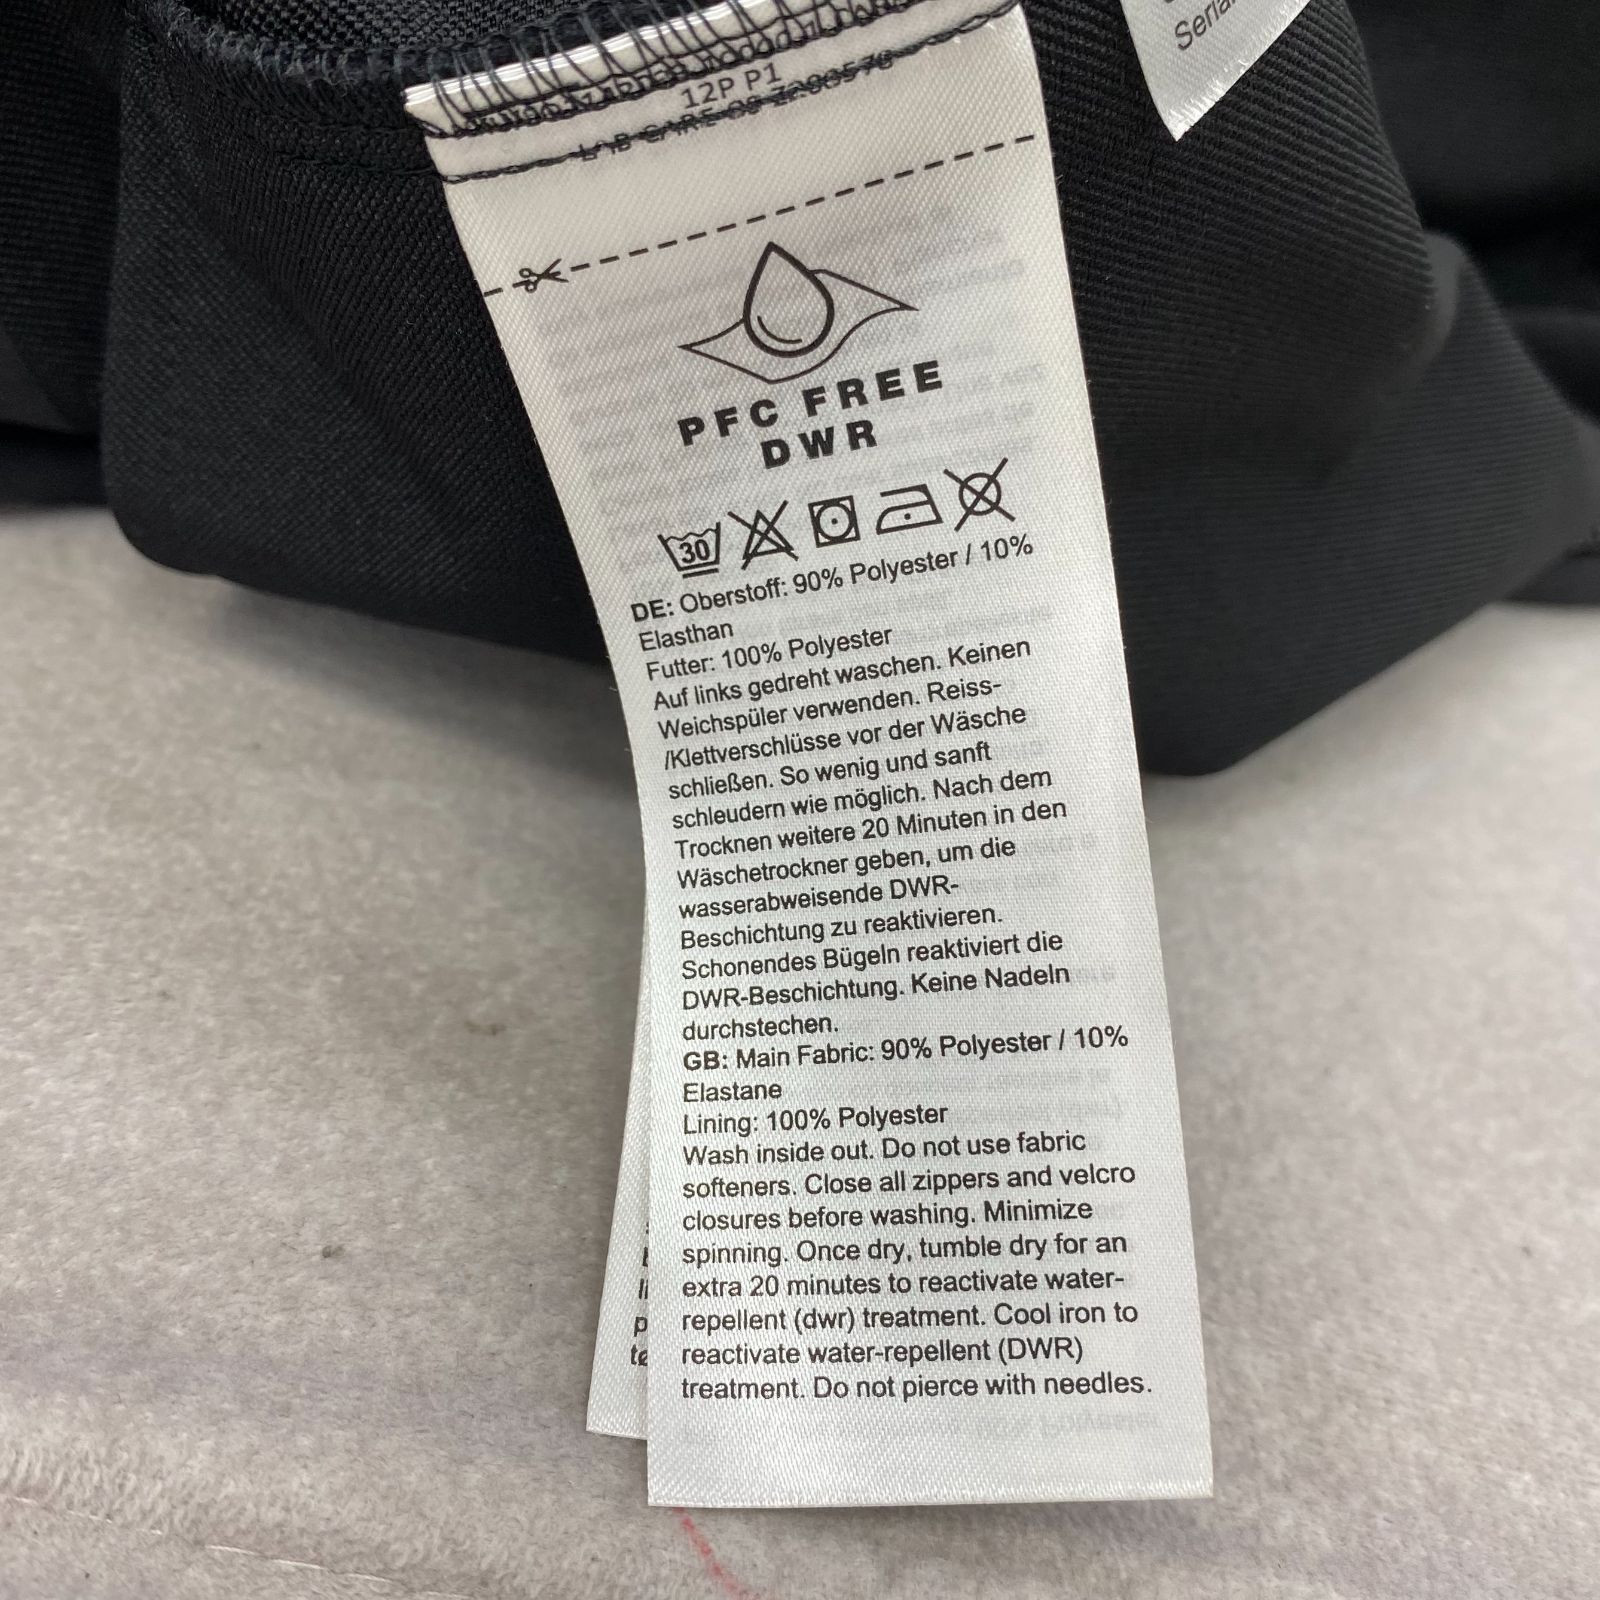 Serial
12P P1
LAB CARE OS 2290578
PFC FREE
DWR
30
DE: Oberstoff: 90% Polyester / 10%
Elasthan
Futter: 100% Polyester
Auf links gedreht waschen. Keinen
Weichspüler verwenden. Reiss-
/Klettverschlüsse vor der Wäsche
schließen. So wenig und sanft
schleudern wie möglich. Nach dem
Trocknen weitere 20 Minuten in den
Wäschetrockner geben, um die
wasserabweisende DWR-
Beschichtung zu reaktivieren.
Schonendes Bügeln reaktiviert die
DWR-Beschichtung. Keine Nadeln
durchstechen.
GB: Main Fabric: 90% Polyester / 10%
Elastane
Lining: 100% Polyester
Wash inside out. Do not use fabric
softeners. Close all zippers and velcro
closures before washing. Minimize
spinning. Once dry, tumble dry for an
extra 20 minutes to reactivate water-
repellent (dwr) treatment. Cool iron to
reactivate water-repellent (DWR)
treatment. Do not pierce with needles.